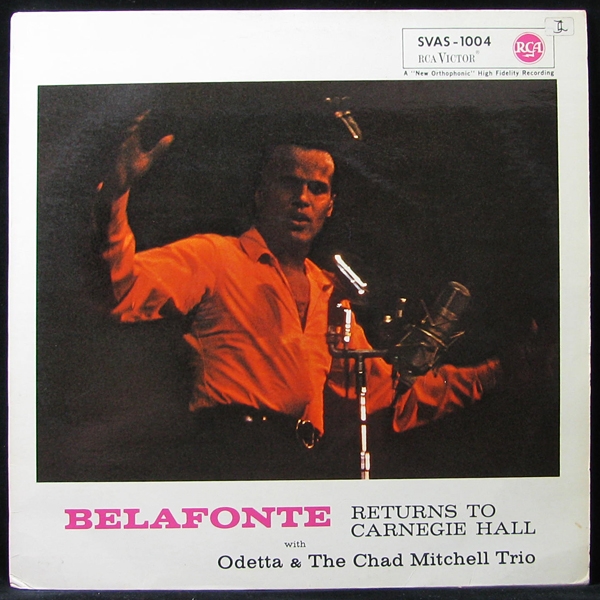 SVAS-1004
RCA VICTOR®
RCA
A "New Orthophonic" High Fidelity Recording
BELAFONTE RETURNS TO
CARNEGIE HALL
with
Odetta & The Chad Mitchell Trio